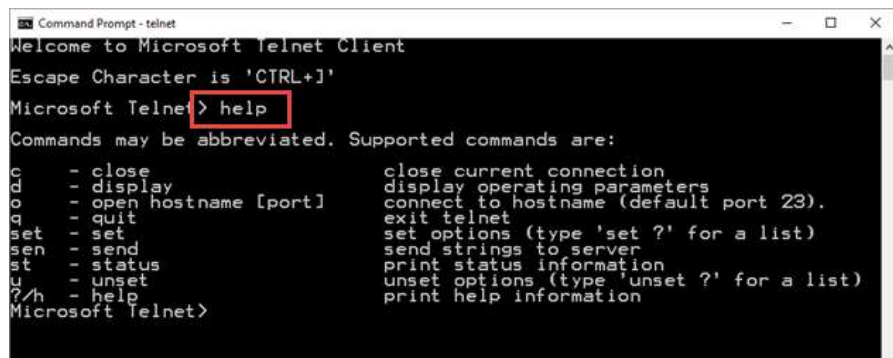 Command Prompt - telnet
Welcome to Microsoft Telnet Client
Escape Character is 'CTRL+]'
Microsoft Telnet> help
Commands may be abbreviated. Supported commands are:
c - close close current connection
d - display display operating parameters
o - open hostname [port] connect to hostname (default port 23).
q - quit exit telnet
set - set set options (type 'set ?' for a list)
sen - send send strings to server
st - status print status information
u - unset unset options (type 'unset ?' for a list)
?/h - help print help information
Microsoft Telnet>